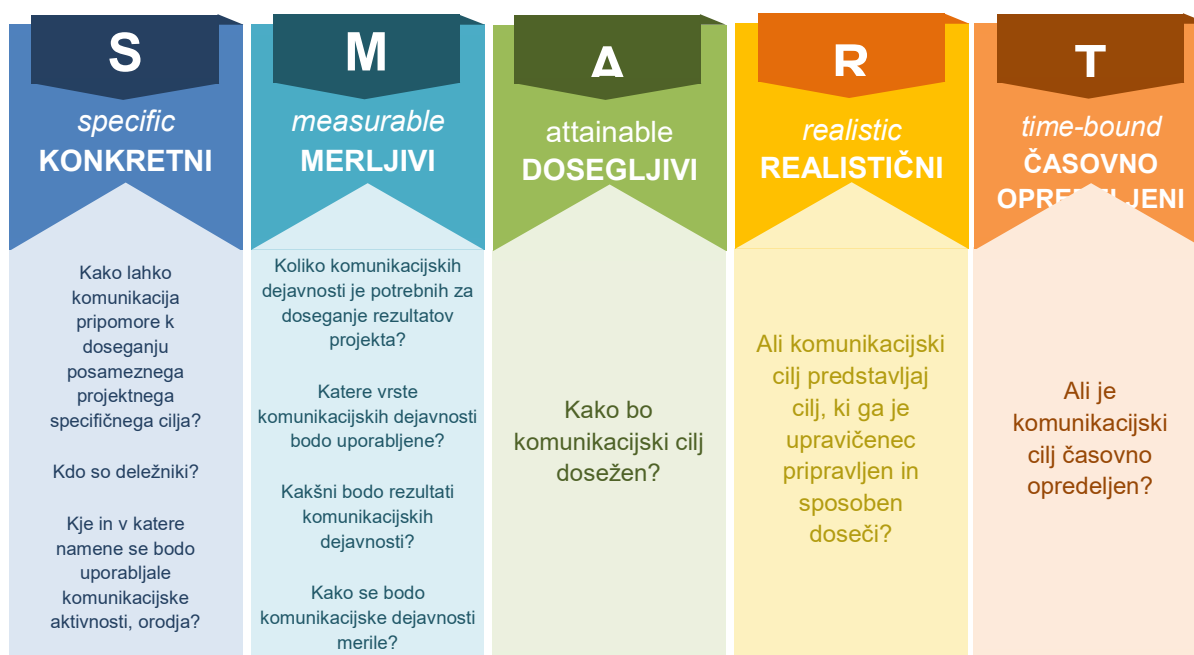 S
specific
KONKRETNI
Kako lahko
komunikacija
pripomore k
doseganju
posameznega
projektnega
specifičnega cilja?
Kdo so deležniki?
Kje in v katere
namene se bodo
uporabljale
komunikacijske
aktivnosti, orodja?
M
measurable
MERLJIVI
Koliko komunikacijskih
dejavnosti je potrebnih za
doseganje rezultatov
projekta?
Katere vrste
komunikacijskih dejavnosti
bodo uporabljene?
Kakšni bodo rezultati
komunikacijskih
dejavnosti?
Kako se bodo
komunikacijske dejavnosti
merile?
A
attainable
DOSEGLJIVI
Kako bo
komunikacijski cilj
dosežen?
R
realistic
REALISTIČNI
Ali komunikacijski
cilj predstavljaj
cilj, ki ga je
upravičenec
pripravljen in
sposoben
doseči?
T
time-bound
ČASOVNO
Ali je
komunikacijski
cilj časovno
opredeljen?